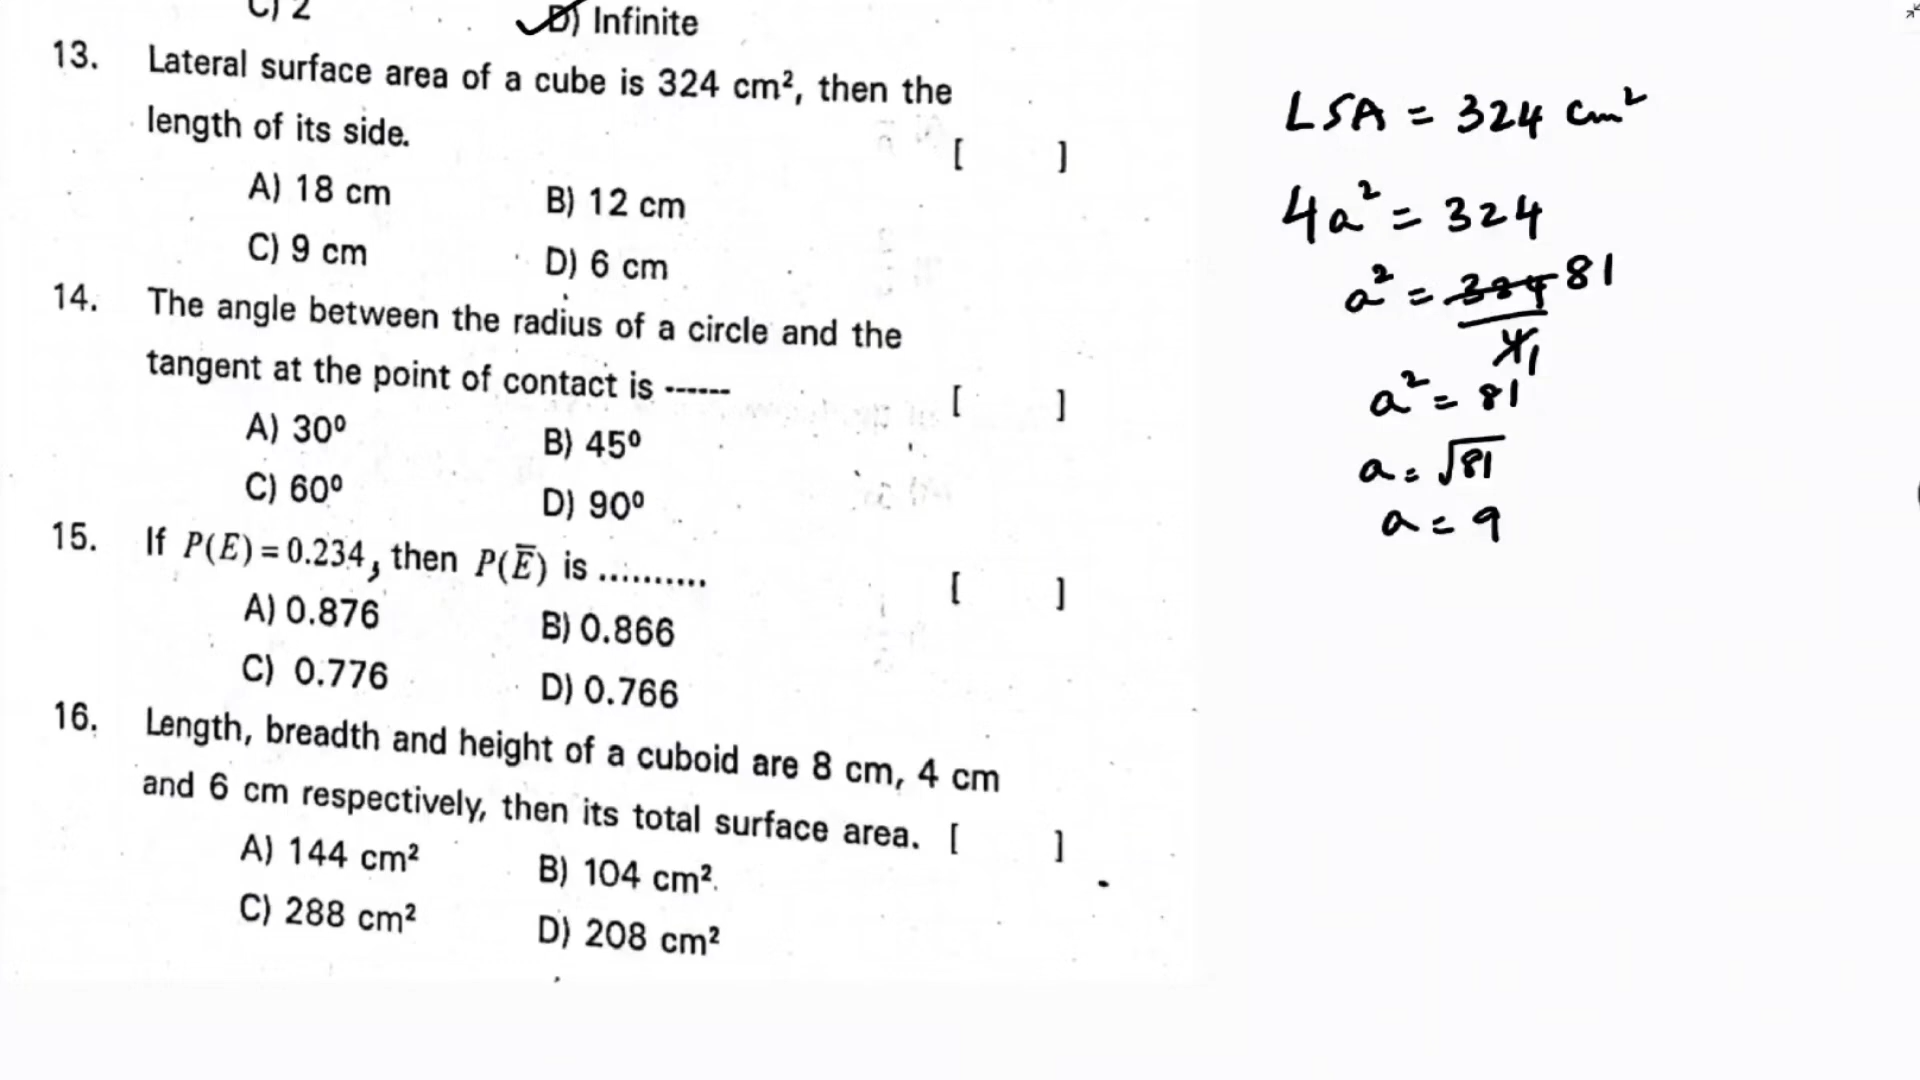 C) 2 D) Infinite
13. Lateral surface area of a cube is 324 cm², then the
length of its side. [ ]
A) 18 cm B) 12 cm
C) 9 cm D) 6 cm
14. The angle between the radius of a circle and the
tangent at the point of contact is ------ [ ]
A) 30⁰ B) 45⁰
C) 60⁰ D) 90⁰
15. If P(E) = 0.234, then P(E̅) is .......... [ ]
A) 0.876 B) 0.866
C) 0.776 D) 0.766
16. Length, breadth and height of a cuboid are 8 cm, 4 cm
and 6 cm respectively, then its total surface area. [ ]
A) 144 cm² B) 104 cm².
C) 288 cm² D) 208 cm²
LSA = 324 cm²
4a² = 324
a² = 324 81
4 1
a² = 81
a = √81
a = 9